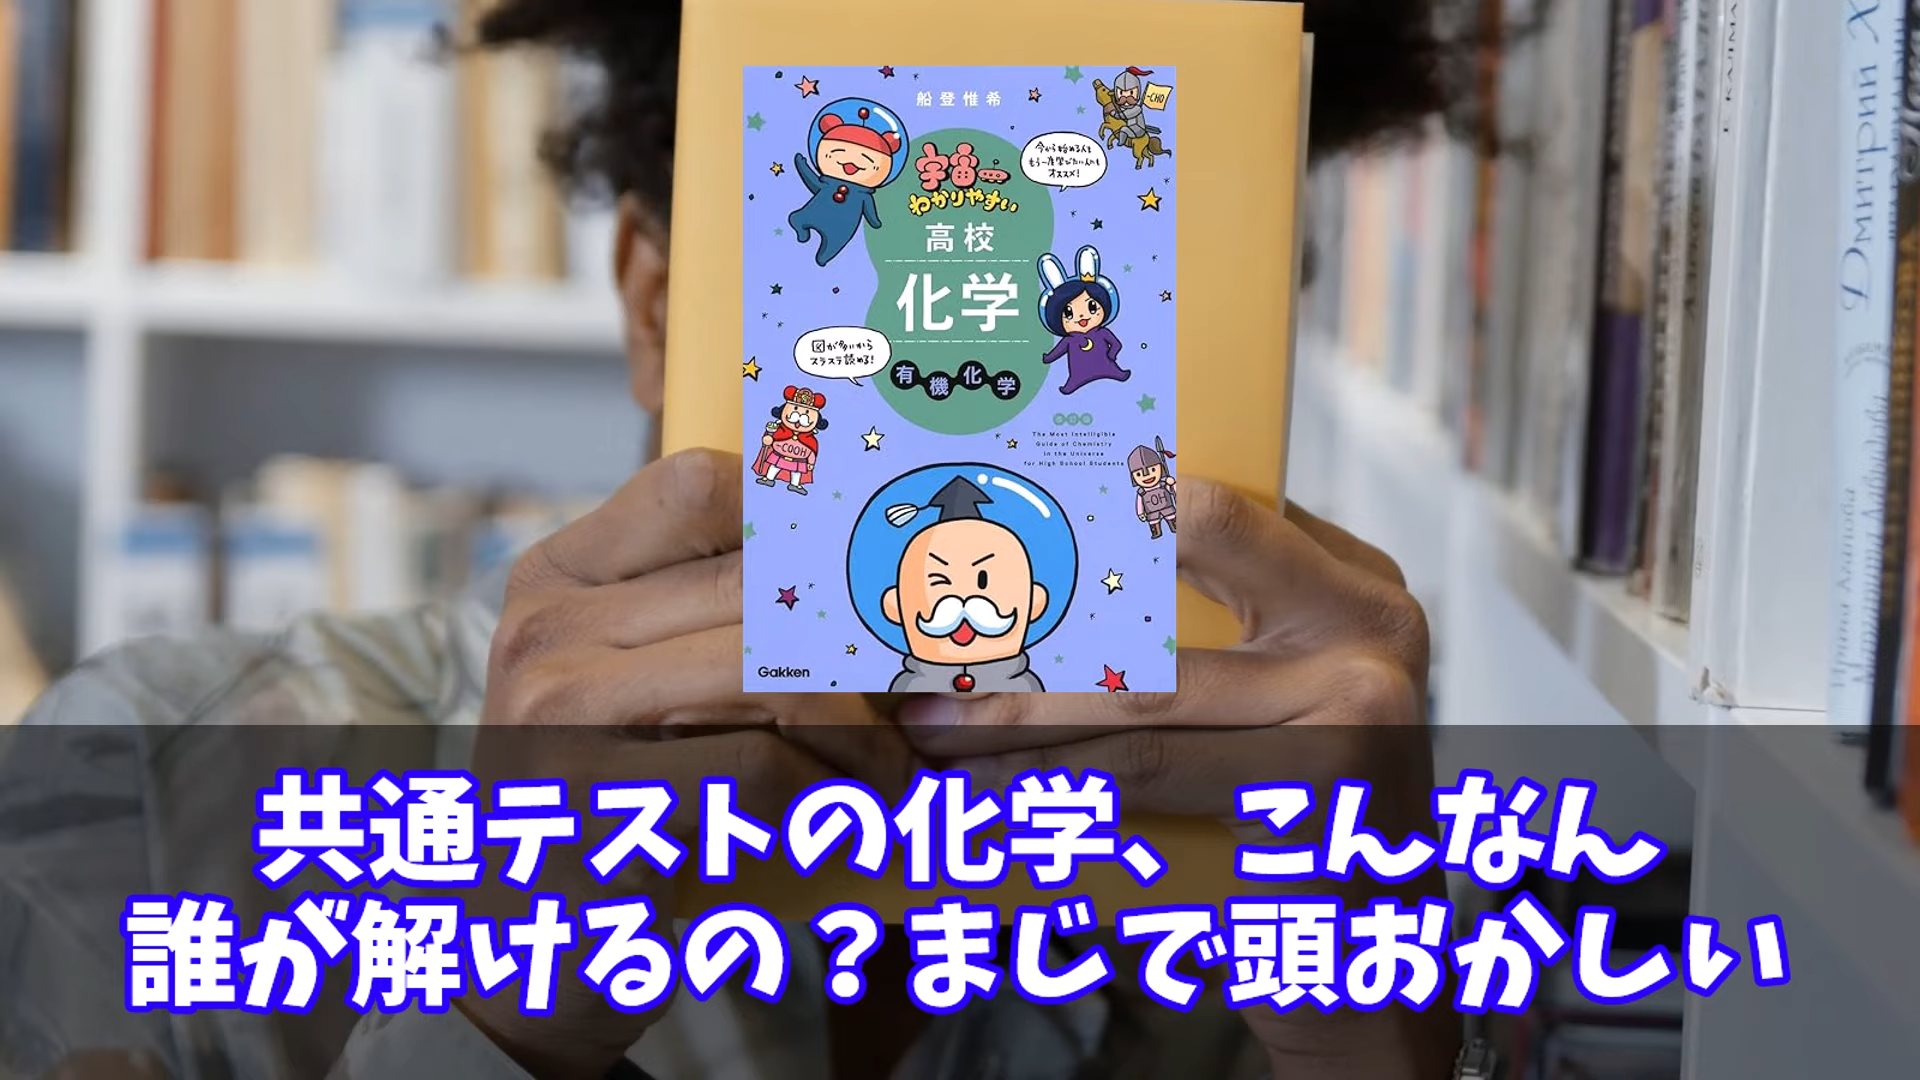 船登惟希
-CHO
宇宙一
わかりやすい
今から始める人も
もう一度学びたい人にも
オススメ!
高校
化学
図が多いから
スラスラ読める!
有機化学
改訂版
The Most Intelligible
Guide of Chemistry
in the Universe
for High School Students
-COOH
-OH
Gakken
共通テストの化学、こんなん
誰が解けるの？まじで頭おかしい
Дмитрий